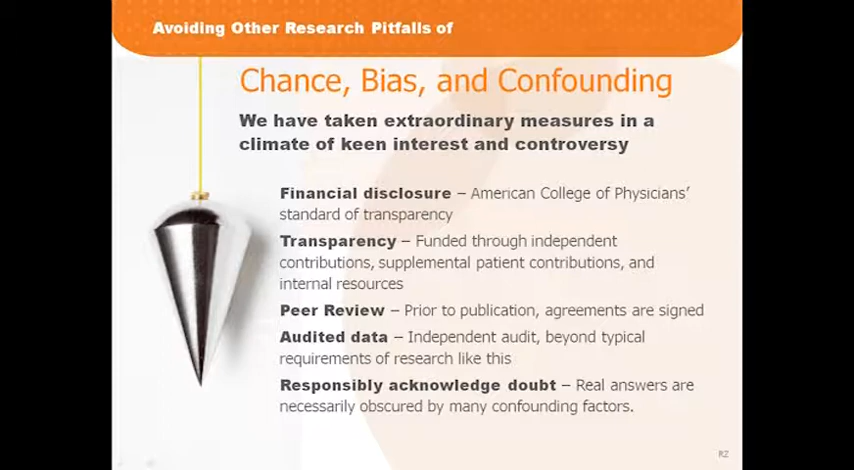 Avoiding Other Research Pitfalls of
Chance, Bias, and Confounding
We have taken extraordinary measures in a
climate of keen interest and controversy
Financial disclosure – American College of Physicians’
standard of transparency
Transparency – Funded through independent
contributions, supplemental patient contributions, and
internal resources
Peer Review – Prior to publication, agreements are signed
Audited data – Independent audit, beyond typical
requirements of research like this
Responsibly acknowledge doubt – Real answers are
necessarily obscured by many confounding factors.
RZ